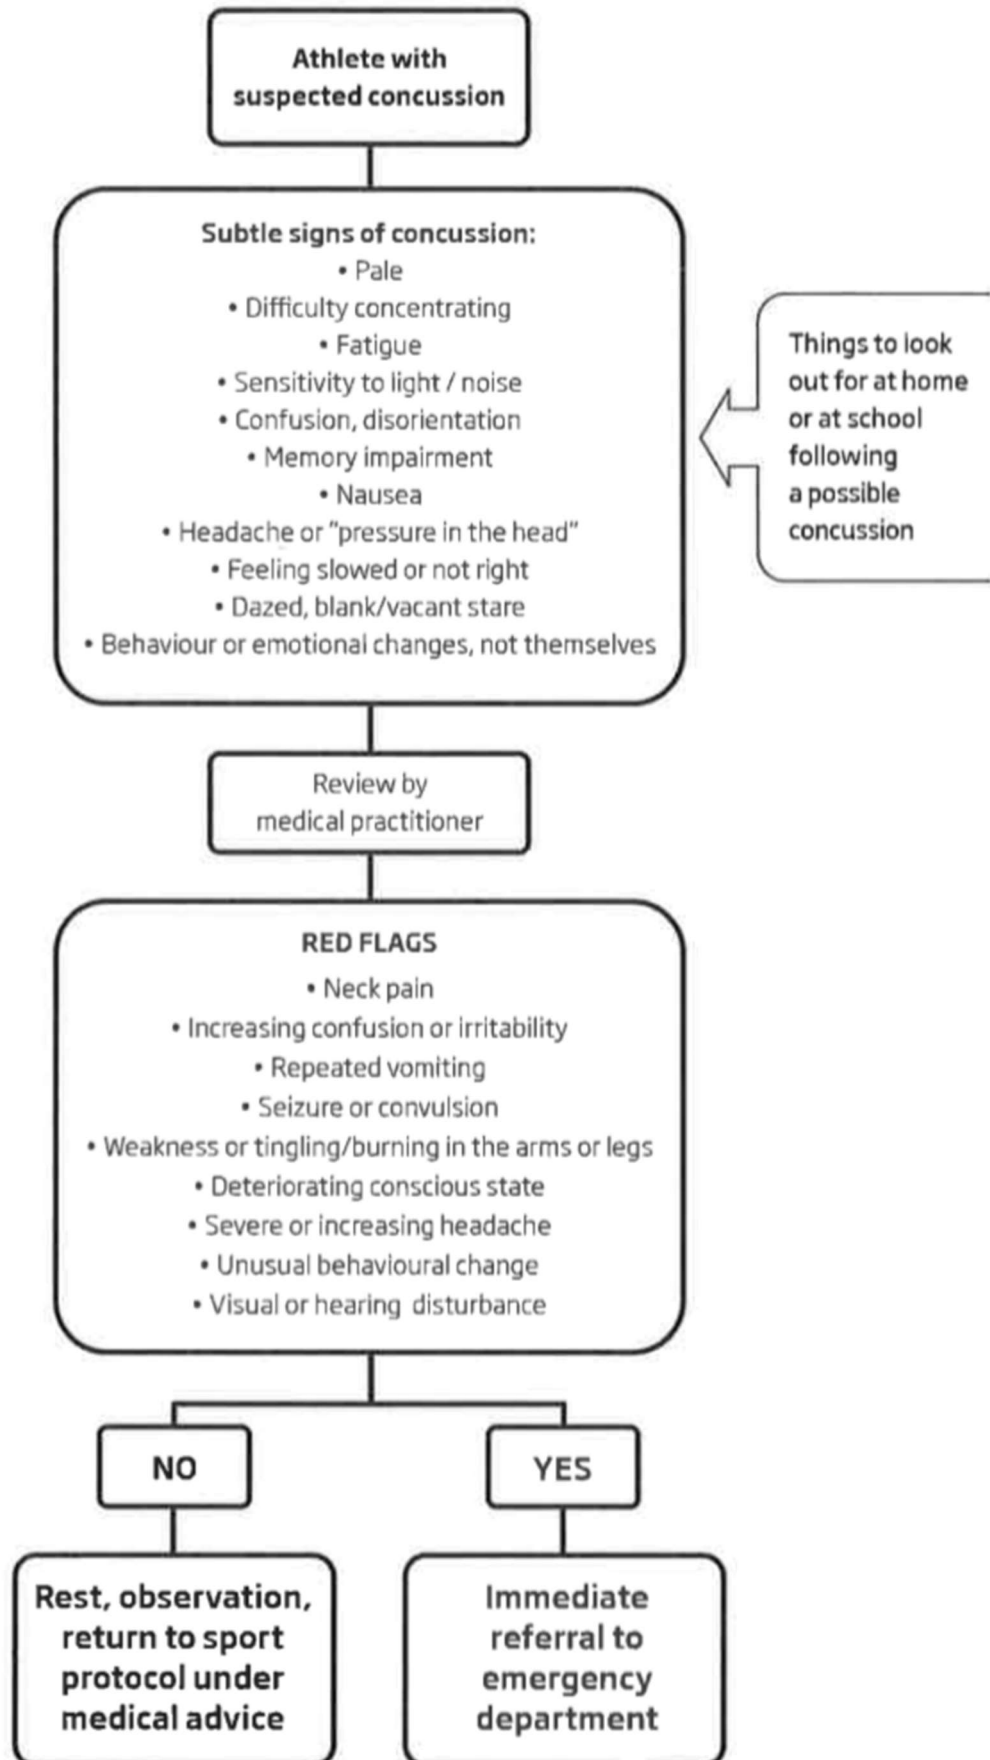 Athlete with
suspected concussion
Subtle signs of concussion:
• Pale
• Difficulty concentrating
• Fatigue
• Sensitivity to light / noise
• Confusion, disorientation
• Memory impairment
• Nausea
• Headache or "pressure in the head"
• Feeling slowed or not right
• Dazed, blank/vacant stare
• Behaviour or emotional changes, not themselves
Things to look
out for at home
or at school
following
a possible
concussion
Review by
medical practitioner
RED FLAGS
• Neck pain
• Increasing confusion or irritability
• Repeated vomiting
• Seizure or convulsion
• Weakness or tingling/burning in the arms or legs
• Deteriorating conscious state
• Severe or increasing headache
• Unusual behavioural change
• Visual or hearing disturbance
NO
YES
Rest, observation,
return to sport
protocol under
medical advice
Immediate
referral to
emergency
department